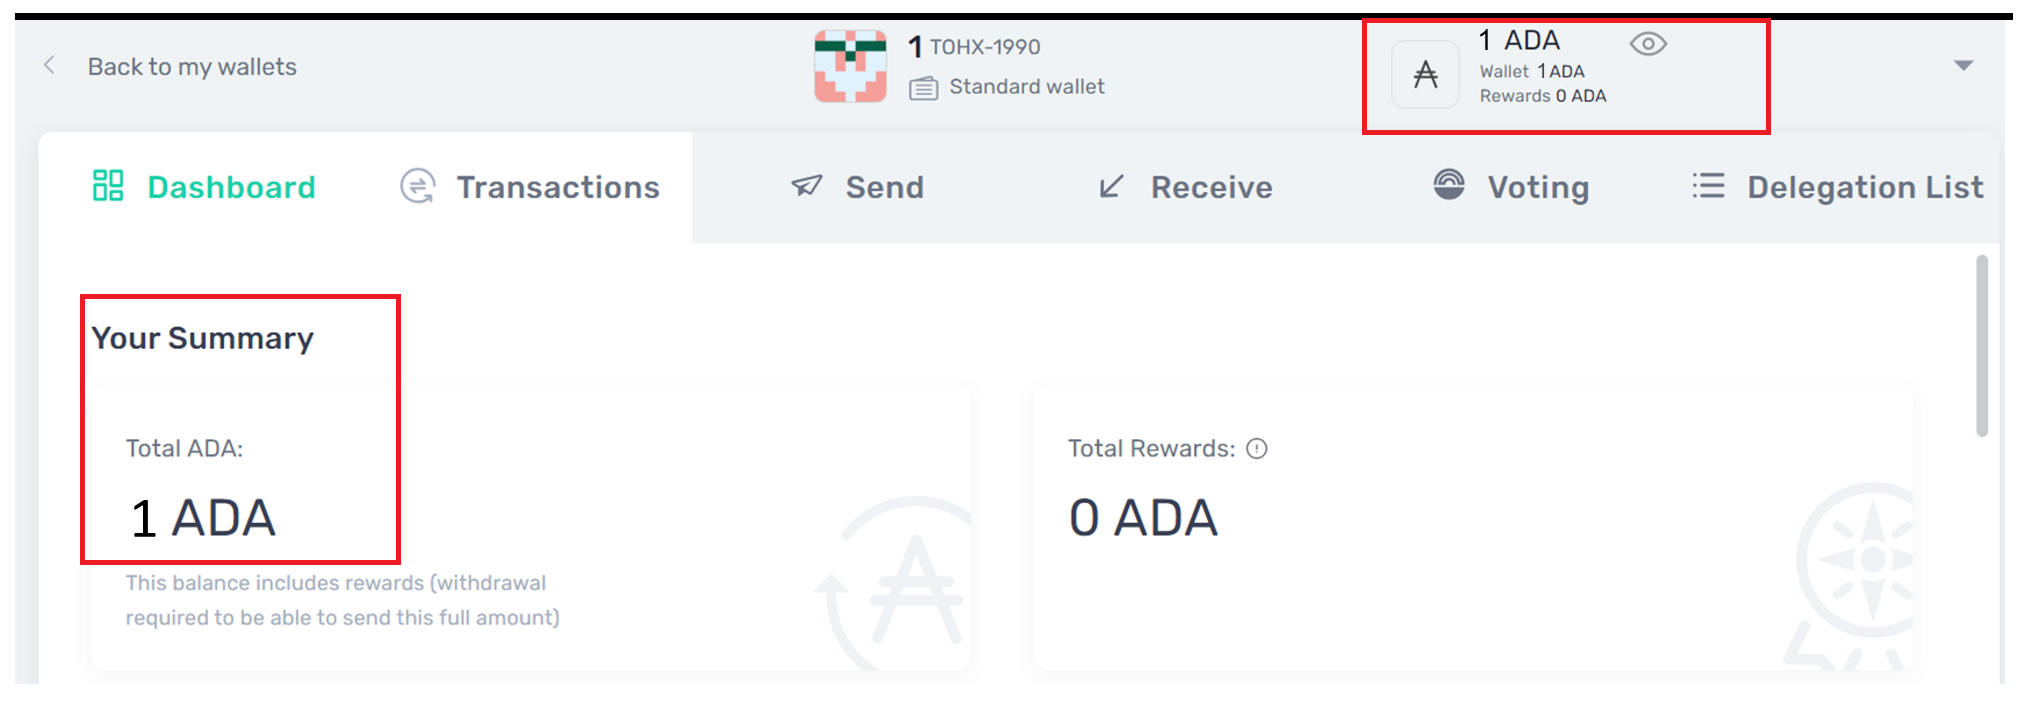 Back to my wallets
1 TOHX-1990
Standard wallet
1 ADA
Wallet 1 ADA
Rewards 0 ADA
Dashboard
Transactions
Send
Receive
Voting
Delegation List
Your Summary
Total ADA:
1 ADA
This balance includes rewards (withdrawal
required to be able to send this full amount)
Total Rewards:
0 ADA